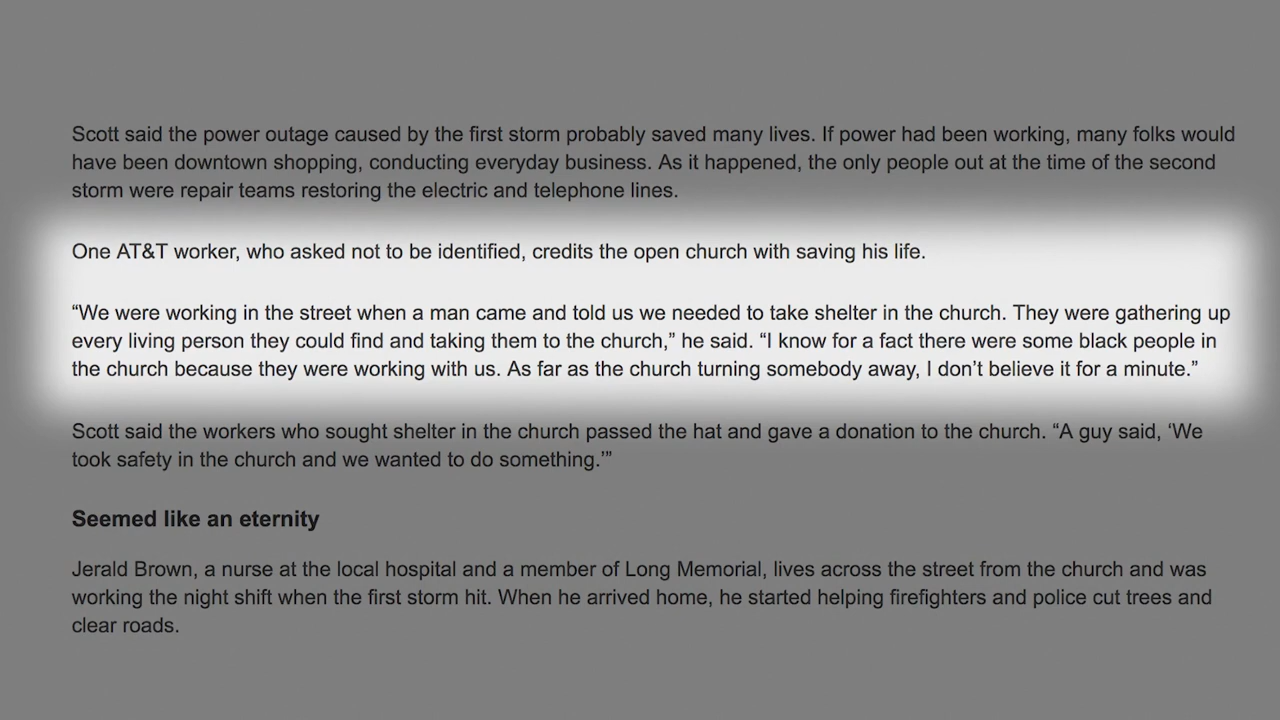 Scott said the power outage caused by the first storm probably saved many lives. If power had been working, many folks would
have been downtown shopping, conducting everyday business. As it happened, the only people out at the time of the second
storm were repair teams restoring the electric and telephone lines.
One AT&T worker, who asked not to be identified, credits the open church with saving his life.
“We were working in the street when a man came and told us we needed to take shelter in the church. They were gathering up
every living person they could find and taking them to the church,” he said. “I know for a fact there were some black people in
the church because they were working with us. As far as the church turning somebody away, I don’t believe it for a minute.”
Scott said the workers who sought shelter in the church passed the hat and gave a donation to the church. “A guy said, ‘We
took safety in the church and we wanted to do something.’”
Seemed like an eternity
Jerald Brown, a nurse at the local hospital and a member of Long Memorial, lives across the street from the church and was
working the night shift when the first storm hit. When he arrived home, he started helping firefighters and police cut trees and
clear roads.